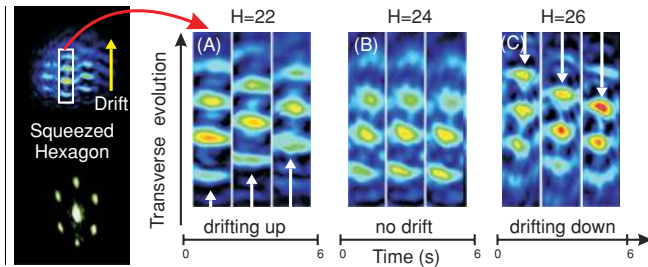 H=22 H=24 H=26
(A) (B) (C)
Drift
Squeezed
Hexagon
Transverse evolution
drifting up no drift drifting down
0 6 0 6 0 6
Time (s)